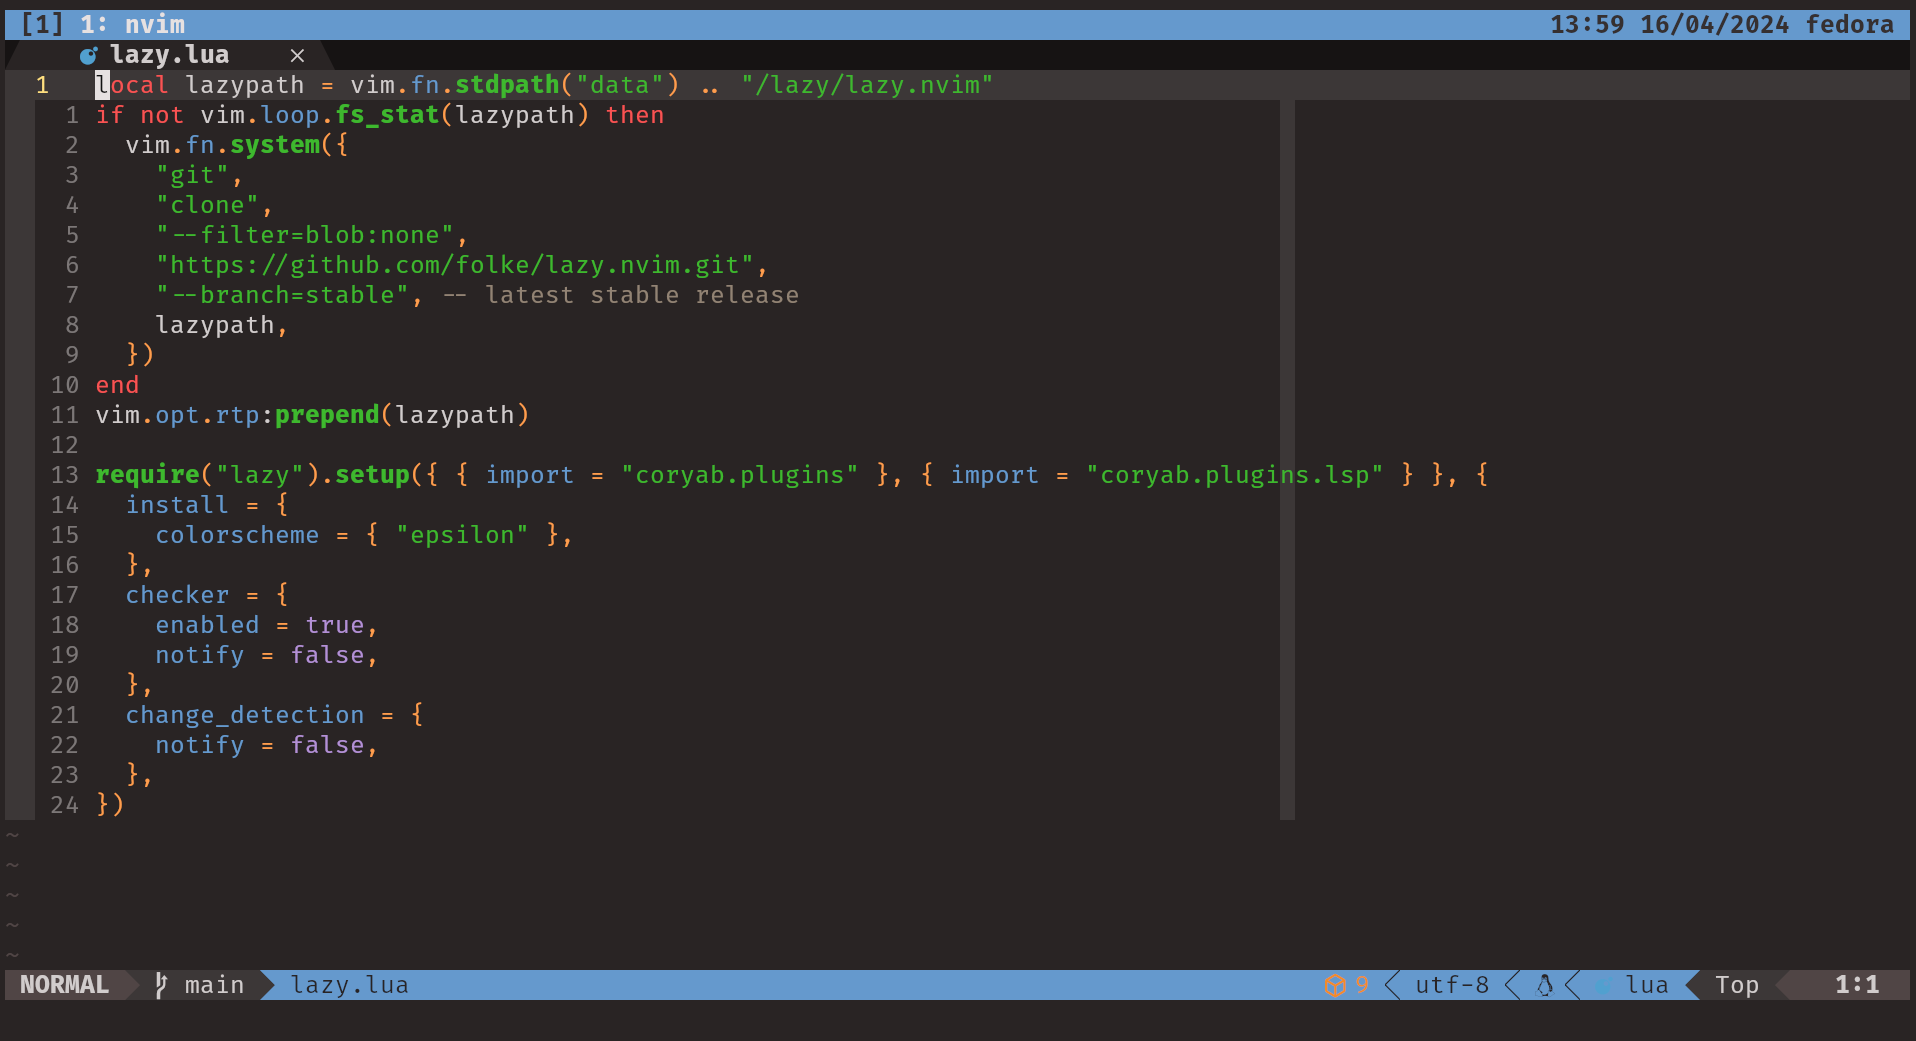 [1] 1: nvim 13:59 16/04/2024 fedora
lazy.lua ×
1 local lazypath = vim.fn.stdpath("data") .. "/lazy/lazy.nvim"
1 if not vim.loop.fs_stat(lazypath) then
2   vim.fn.system({
3     "git",
4     "clone",
5     "--filter=blob:none",
6     "https://github.com/folke/lazy.nvim.git",
7     "--branch=stable", -- latest stable release
8     lazypath,
9   })
10 end
11 vim.opt.rtp:prepend(lazypath)
12
13 require("lazy").setup({ { import = "coryab.plugins" }, { import = "coryab.plugins.lsp" } }, {
14   install = {
15     colorscheme = { "epsilon" },
16   },
17   checker = {
18     enabled = true,
19     notify = false,
20   },
21   change_detection = {
22     notify = false,
23   },
24 })
~
~
~
~
~
NORMAL main lazy.lua 9 utf-8 lua Top 1:1